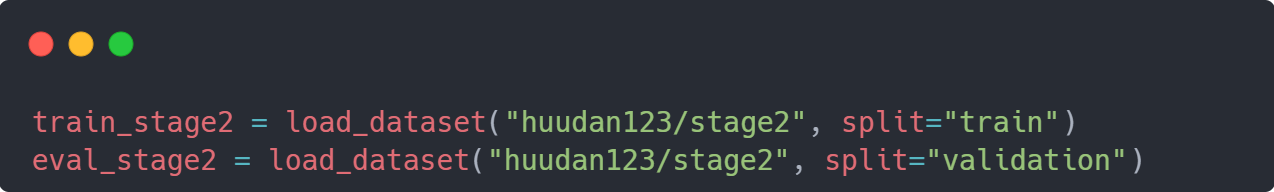 train_stage2 = load_dataset("huudan123/stage2", split="train")
eval_stage2 = load_dataset("huudan123/stage2", split="validation")